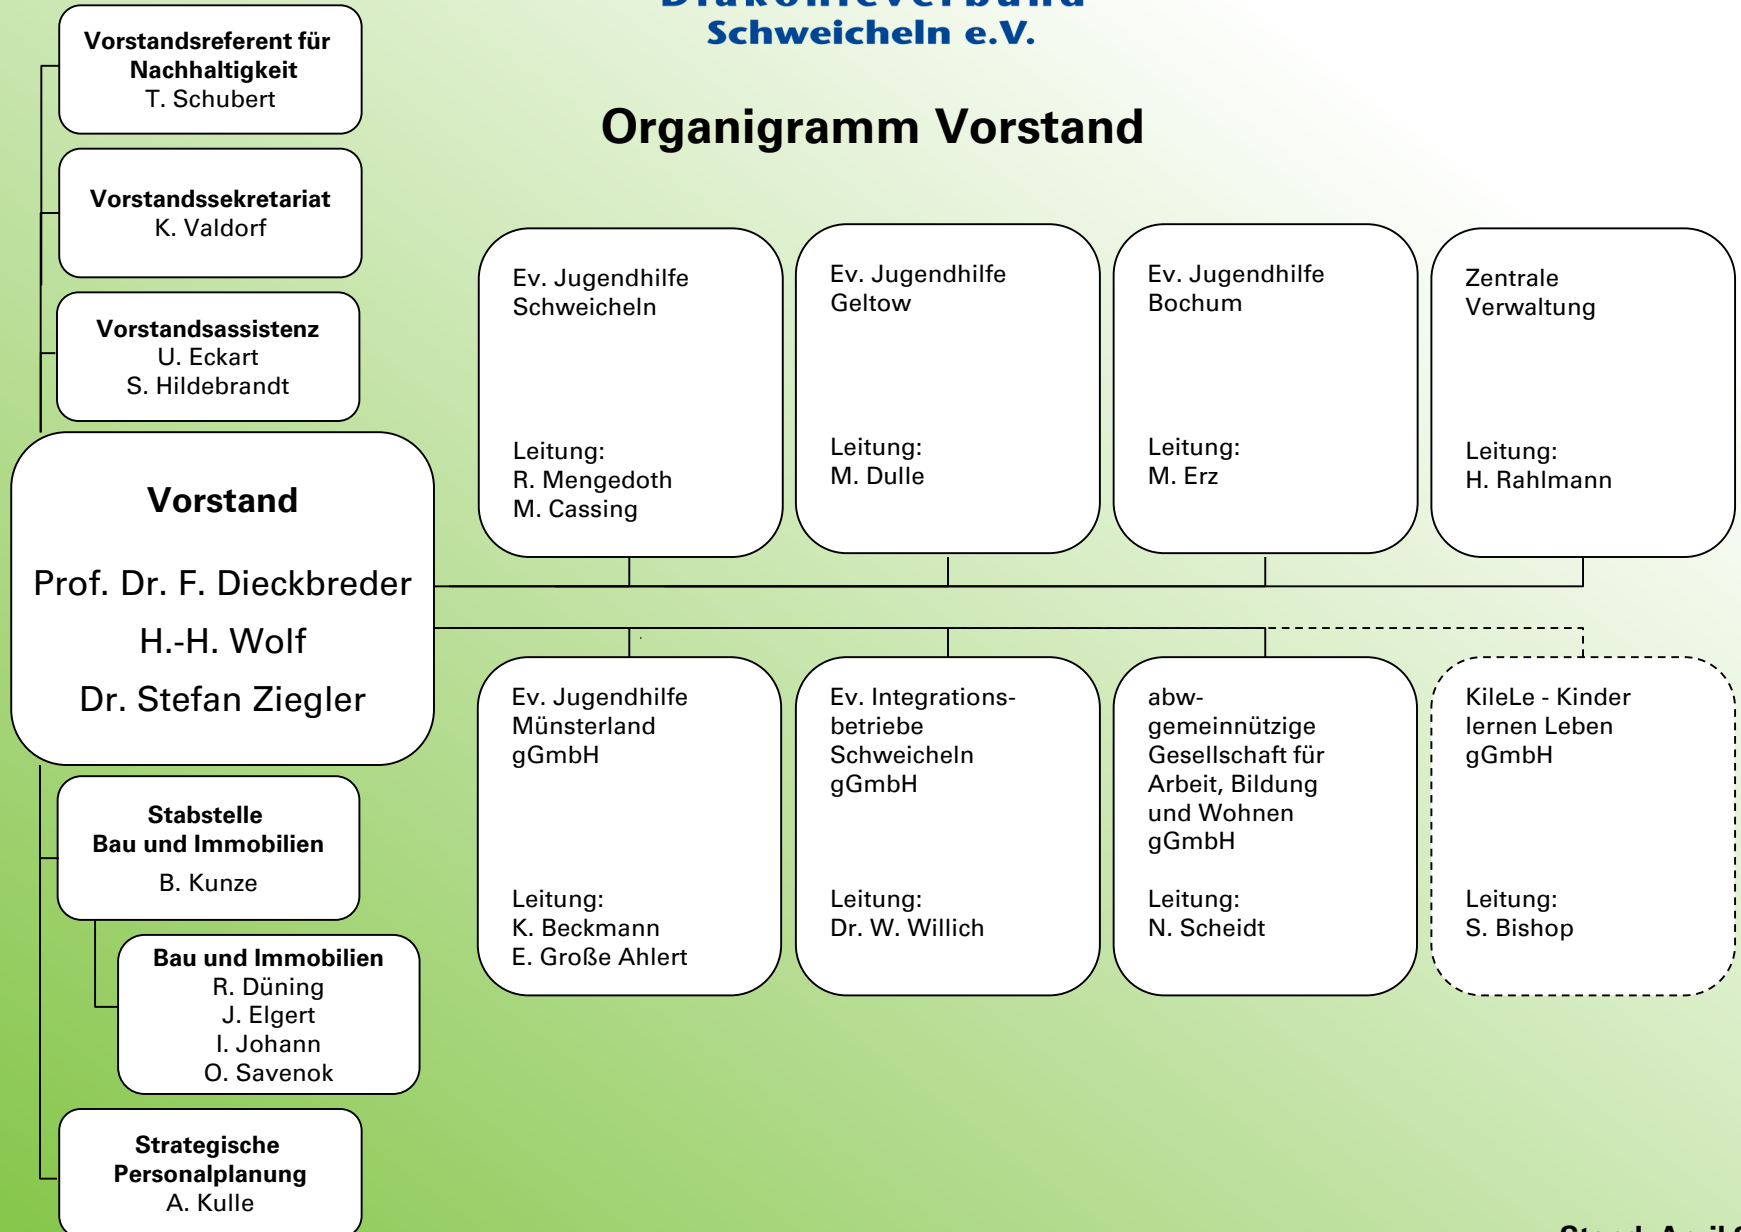 Diakonieverbund
Schweicheln e.V.
Organigramm Vorstand
Vorstandsreferent für
Nachhaltigkeit
T. Schubert
Vorstandssekretariat
K. Valdorf
Vorstandsassistenz
U. Eckart
S. Hildebrandt
Vorstand
Prof. Dr. F. Dieckbreder
H.-H. Wolf
Dr. Stefan Ziegler
Stabstelle
Bau und Immobilien
B. Kunze
Bau und Immobilien
R. Düning
J. Elgert
I. Johann
O. Savenok
Strategische
Personalplanung
A. Kulle
Ev. Jugendhilfe
Schweicheln
Leitung:
R. Mengedoth
M. Cassing
Ev. Jugendhilfe
Geltow
Leitung:
M. Dulle
Ev. Jugendhilfe
Bochum
Leitung:
M. Erz
Zentrale
Verwaltung
Leitung:
H. Rahlmann
Ev. Jugendhilfe
Münsterland
gGmbH
Leitung:
K. Beckmann
E. Große Ahlert
Ev. Integrations-
betriebe
Schweicheln
gGmbH
Leitung:
Dr. W. Willich
abw-
gemeinnützige
Gesellschaft für
Arbeit, Bildung
und Wohnen
gGmbH
Leitung:
N. Scheidt
KileLe - Kinder
lernen Leben
gGmbH
Leitung:
S. Bishop
Stand: April